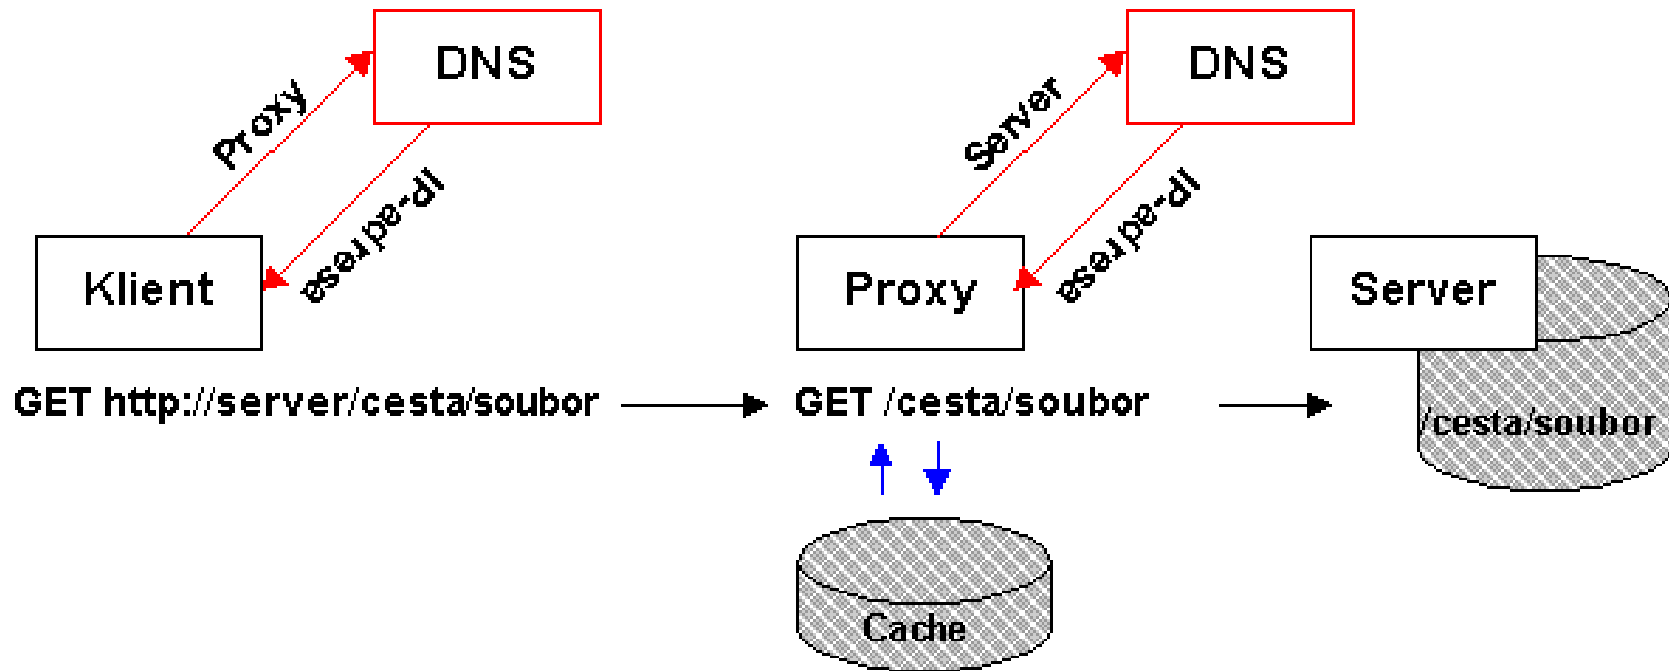 DNS
DNS
Proxy
IP-adresa
Server
IP-adresa
Klient
Proxy
Server
GET http://server/cesta/soubor
GET /cesta/soubor
/cesta/soubor
Cache